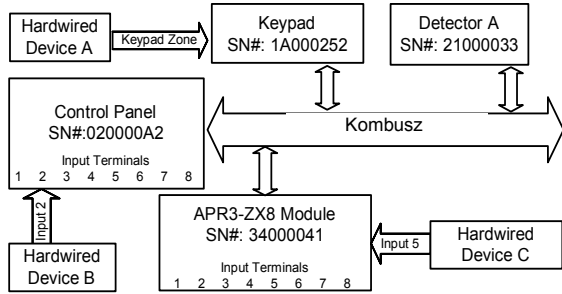 Hardwired
Device A
Keypad Zone
Keypad
SN#: 1A000252
Detector A
SN#: 21000033
Control Panel
SN#:020000A2
Input Terminals
1 2 3 4 5 6 7 8
Kombusz
Input 2
Hardwired
Device B
APR3-ZX8 Module
SN#: 34000041
Input Terminals
1 2 3 4 5 6 7 8
Input 5
Hardwired
Device C